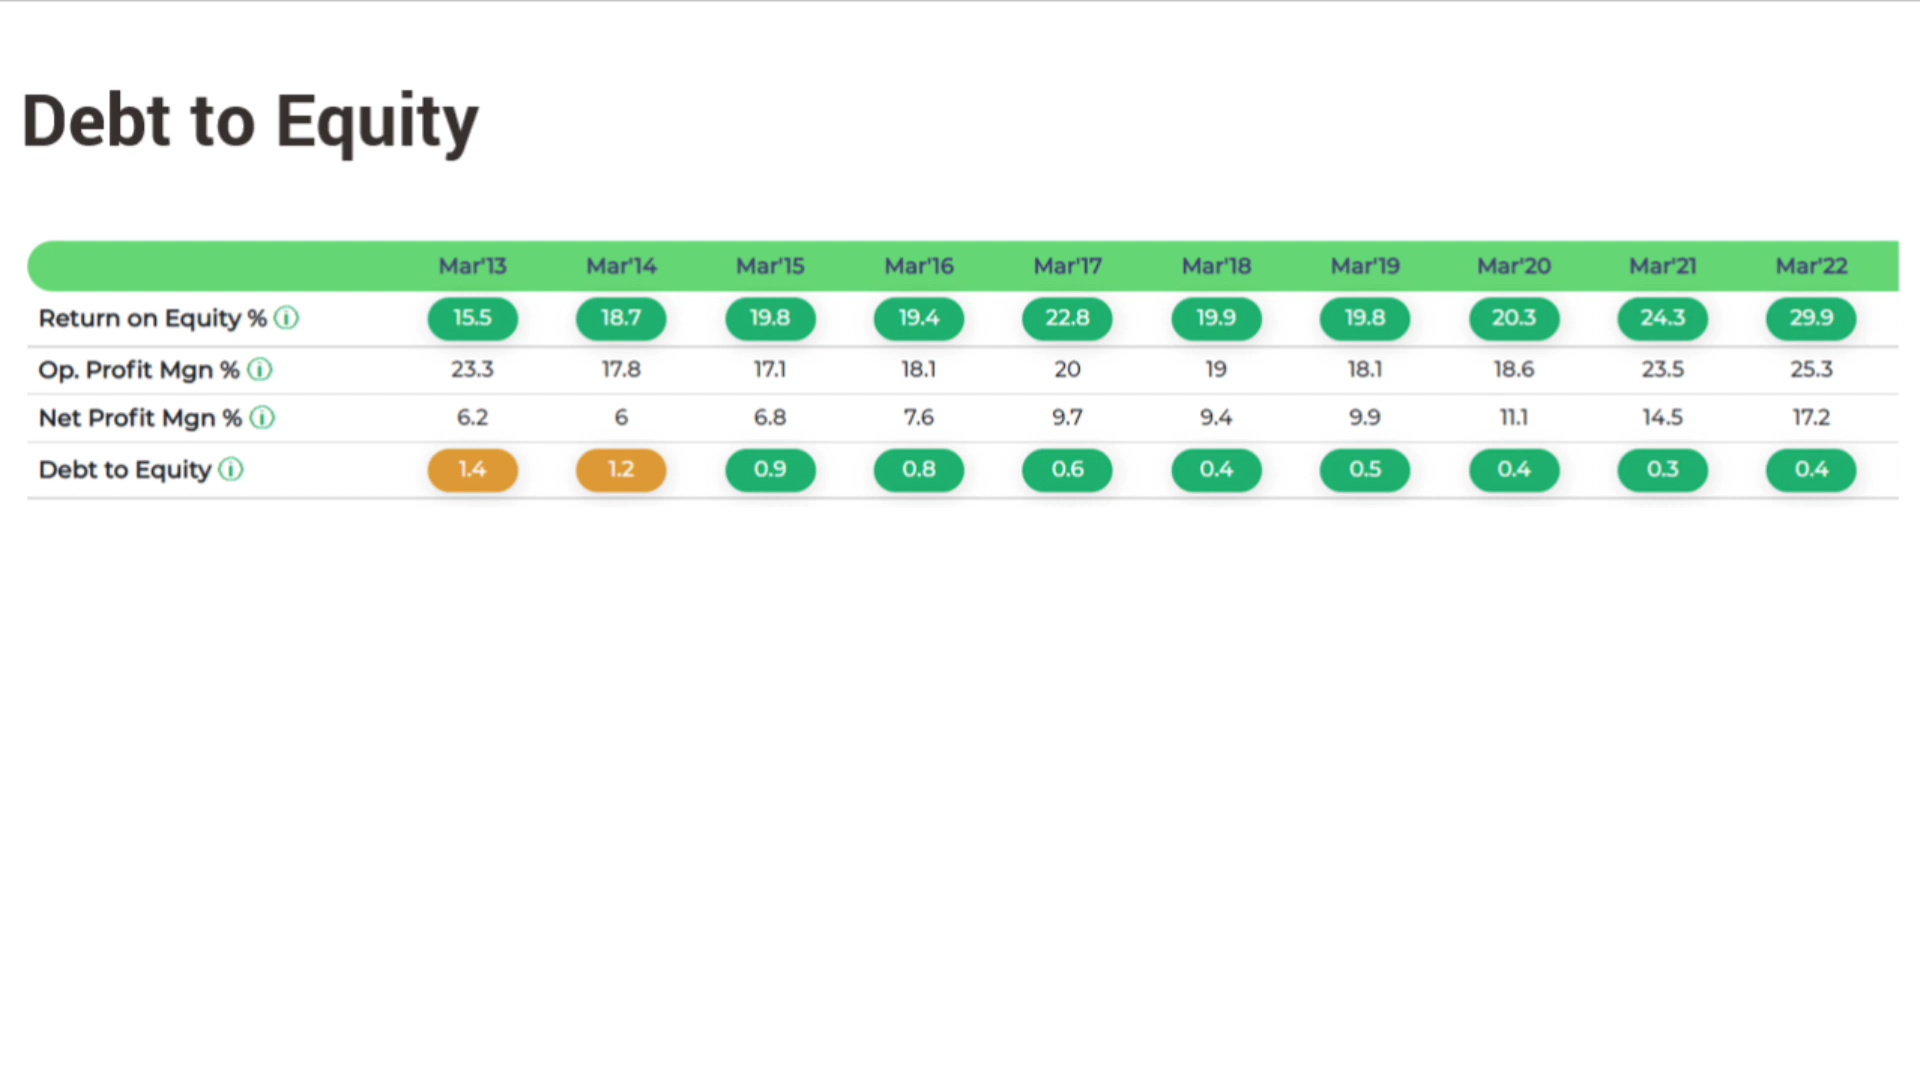 Debt to Equity
Mar'13 Mar'14 Mar'15 Mar'16 Mar'17 Mar'18 Mar'19 Mar'20 Mar'21 Mar'22
Return on Equity % 15.5 18.7 19.8 19.4 22.8 19.9 19.8 20.3 24.3 29.9
Op. Profit Mgn % 23.3 17.8 17.1 18.1 20 19 18.1 18.6 23.5 25.3
Net Profit Mgn % 6.2 6 6.8 7.6 9.7 9.4 9.9 11.1 14.5 17.2
Debt to Equity 1.4 1.2 0.9 0.8 0.6 0.4 0.5 0.4 0.3 0.4